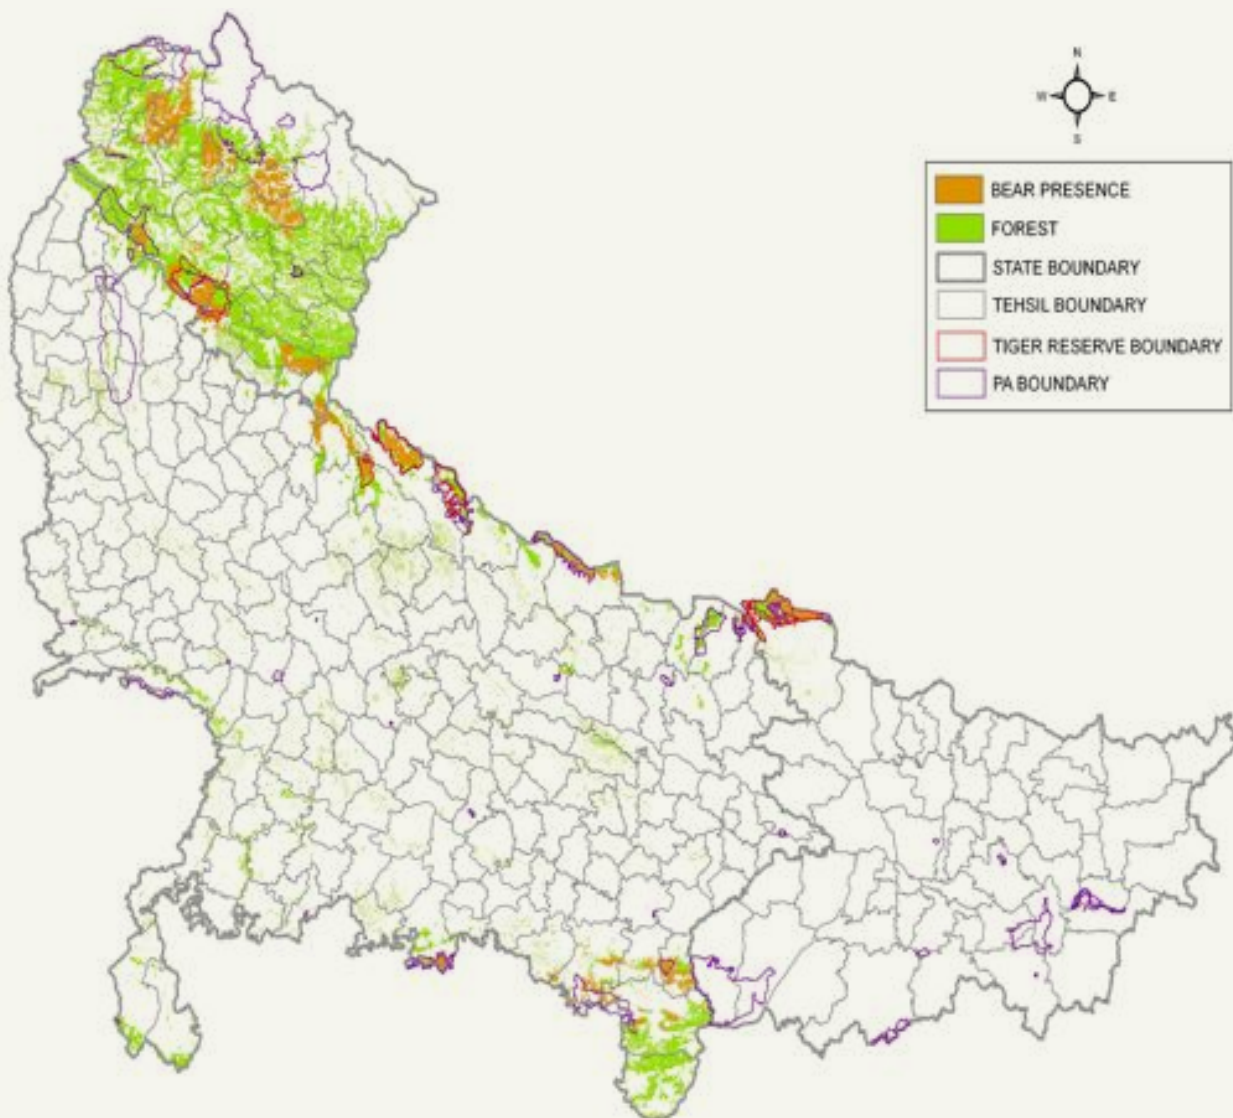 N
W E
S
BEAR PRESENCE
FOREST
STATE BOUNDARY
TEHSIL BOUNDARY
TIGER RESERVE BOUNDARY
PA BOUNDARY